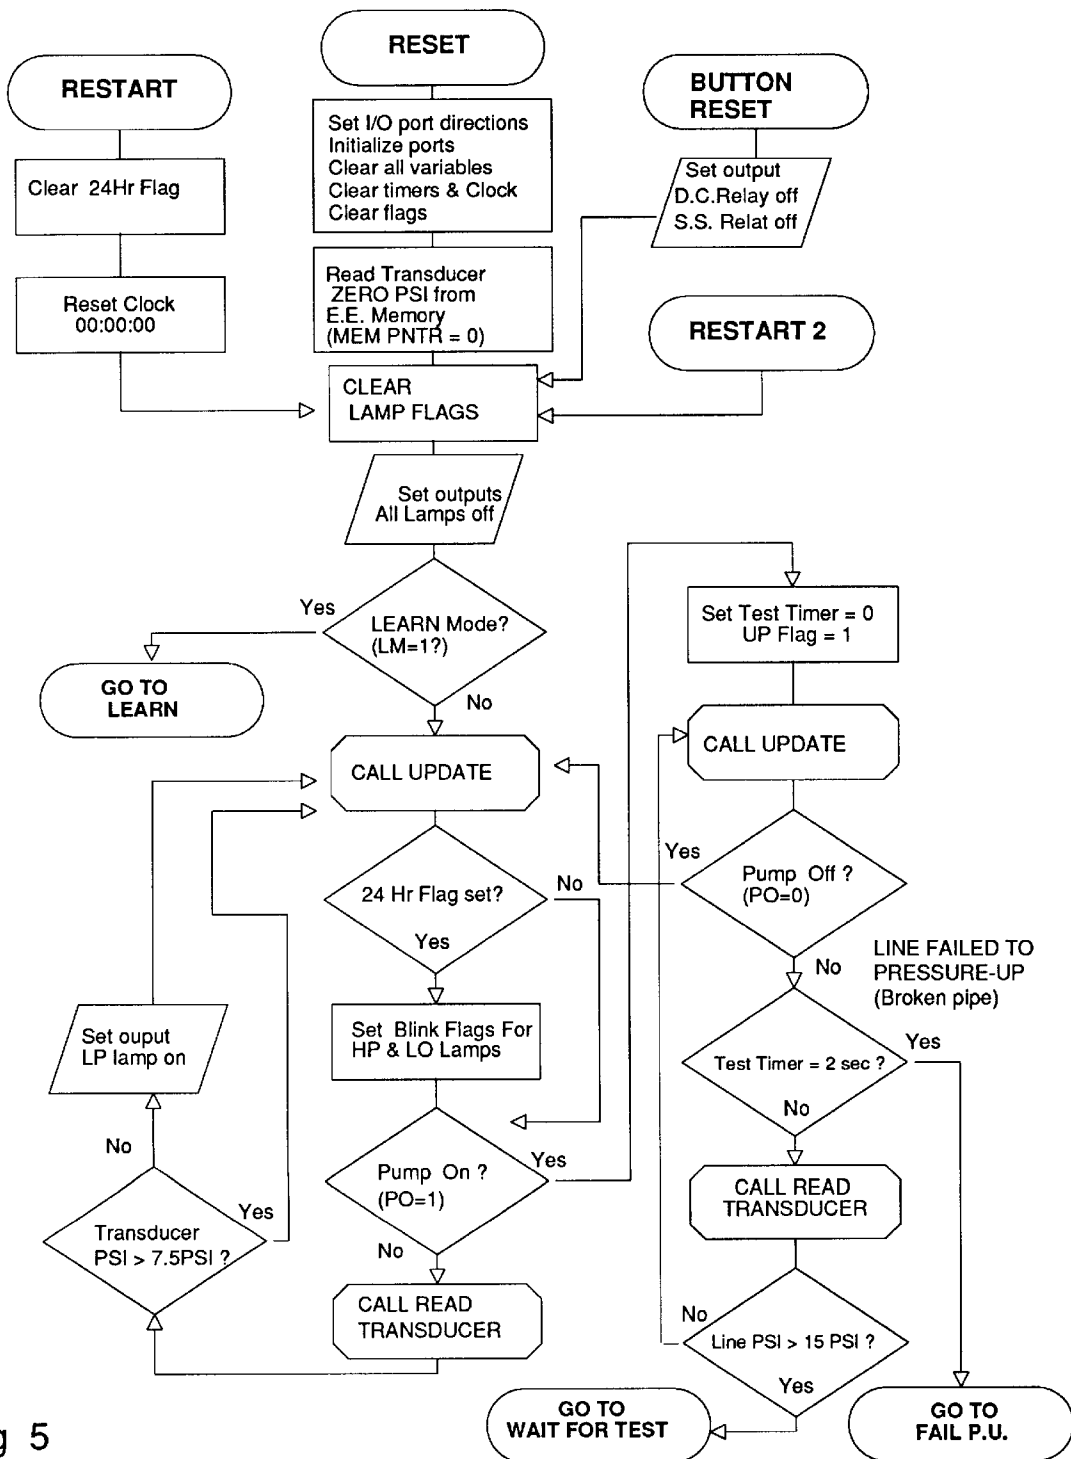 RESET
RESTART
BUTTON
RESET
Set I/O port directions
Initialize ports
Clear all variables
Clear timers & Clock
Clear flags
Clear 24Hr Flag
Set output
D.C.Relay off
S.S. Relat off
Read Transducer
ZERO PSI from
E.E. Memory
(MEM PNTR = 0)
Reset Clock
00:00:00
RESTART 2
CLEAR
LAMP FLAGS
Set outputs
All Lamps off
Yes
LEARN Mode?
(LM=1?)
No
GO TO
LEARN
Set Test Timer = 0
UP Flag = 1
CALL UPDATE
CALL UPDATE
24 Hr Flag set?
No
Yes
Yes
Pump Off ?
(PO=0)
No
LINE FAILED TO
PRESSURE-UP
(Broken pipe)
Set ouput
LP lamp on
Set Blink Flags For
HP & LO Lamps
Test Timer = 2 sec ?
Yes
No
No
Pump On ?
(PO=1)
Yes
No
Transducer
PSI > 7.5PSI ?
Yes
CALL READ
TRANSDUCER
CALL READ
TRANSDUCER
No
Line PSI > 15 PSI ?
Yes
GO TO
WAIT FOR TEST
GO TO
FAIL P.U.
g 5